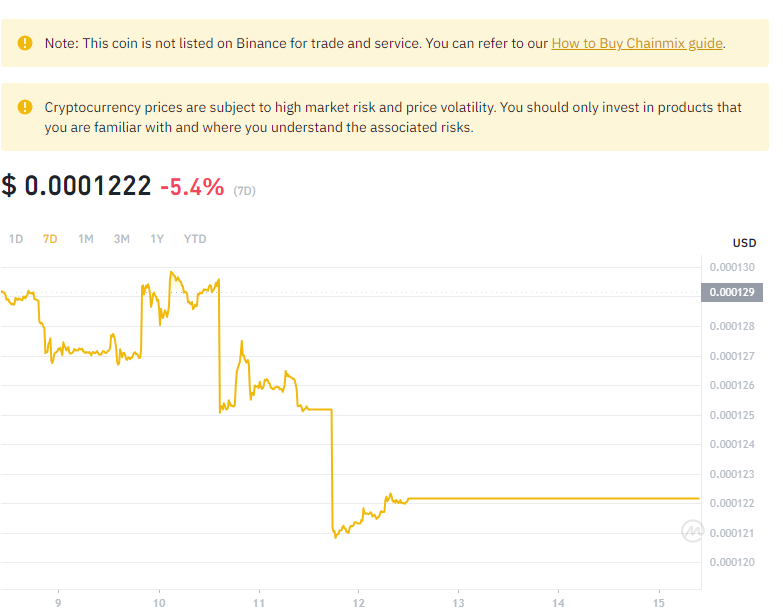 Note: This coin is not listed on Binance for trade and service. You can refer to our How to Buy Chainmix guide.
Cryptocurrency prices are subject to high market risk and price volatility. You should only invest in products that
you are familiar with and where you understand the associated risks.
$ 0.0001222 -5.4% (7D)
1D 7D 1M 3M 1Y YTD
USD
0.000130
0.000129
0.000128
0.000127
0.000126
0.000125
0.000124
0.000123
0.000122
0.000121
0.000120
9 10 11 12 13 14 15